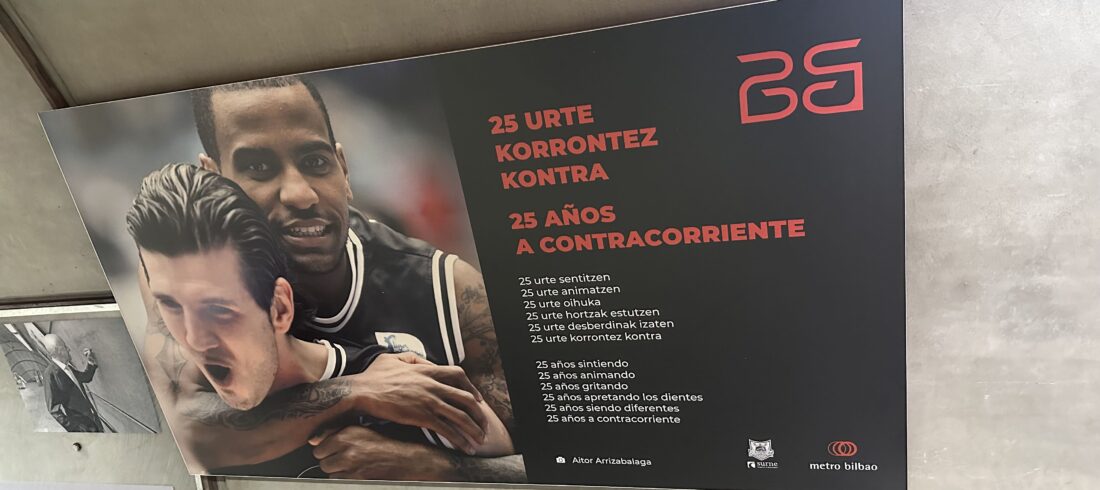 25 URTE
KORRONTEZ
KONTRA
25 AÑOS
A CONTRACORRIENTE
25 urte sentitzen
25 urte animatzen
25 urte oihuka
25 urte hortzak estutzen
25 urte desberdinak izaten
25 urte korrontez kontra
25 años sintiendo
25 años animando
25 años gritando
25 años apretando los dientes
25 años siendo diferentes
25 años a contracorriente
Aitor Arrizabalaga
surne
metro bilbao